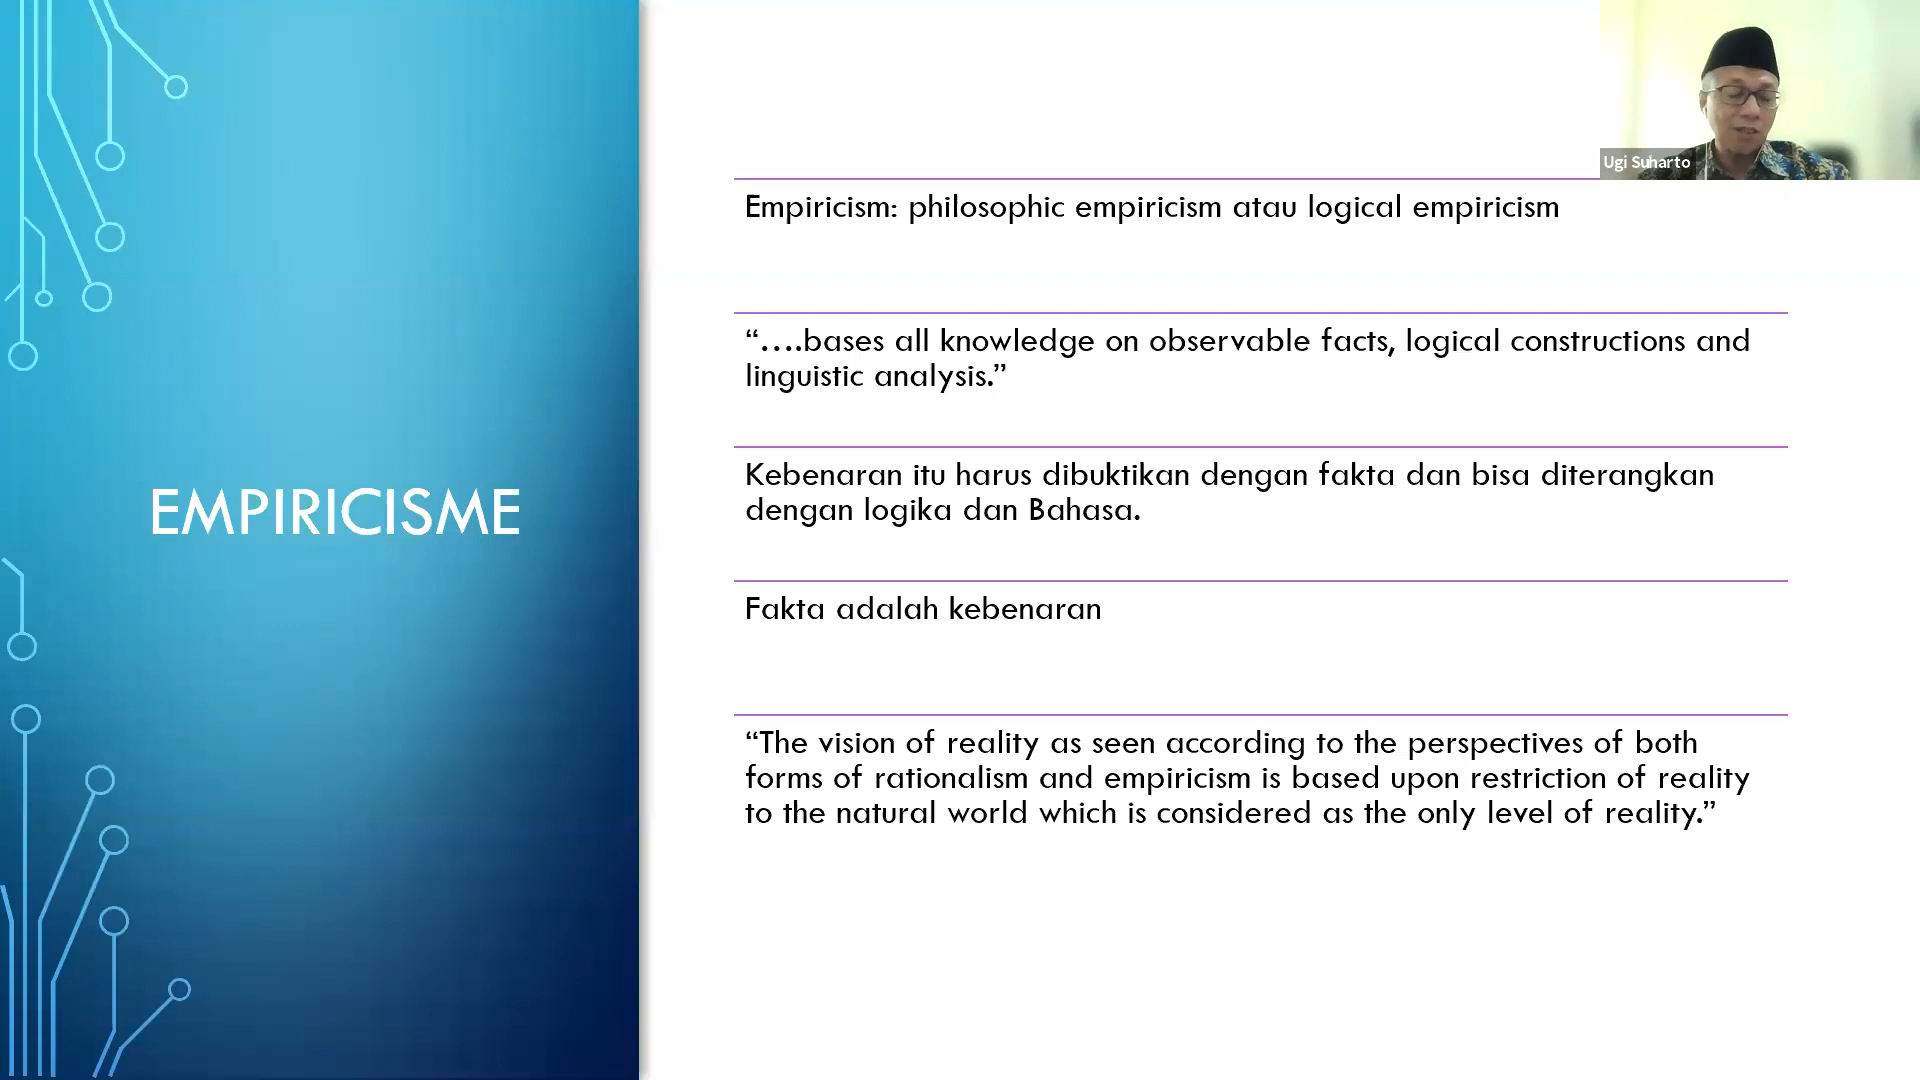 Ugi Suharto
EMPIRICISME
Empiricism: philosophic empiricism atau logical empiricism
“….bases all knowledge on observable facts, logical constructions and
linguistic analysis.”
Kebenaran itu harus dibuktikan dengan fakta dan bisa diterangkan
dengan logika dan Bahasa.
Fakta adalah kebenaran
“The vision of reality as seen according to the perspectives of both
forms of rationalism and empiricism is based upon restriction of reality
to the natural world which is considered as the only level of reality.”